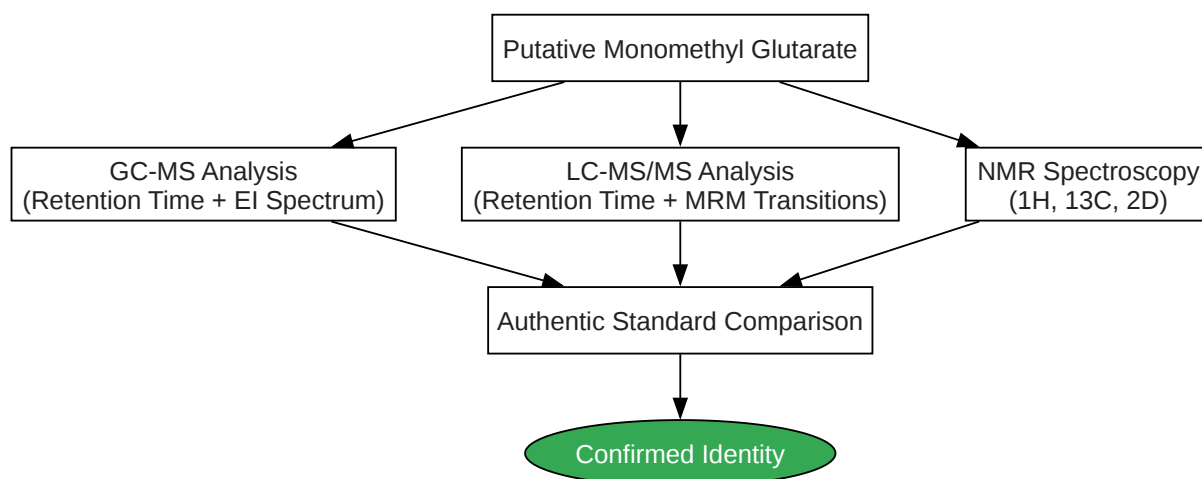 Putative Monomethyl Glutarate
GC-MS Analysis
(Retention Time + EI Spectrum)
LC-MS/MS Analysis
(Retention Time + MRM Transitions)
NMR Spectroscopy
(1H, 13C, 2D)
Authentic Standard Comparison
Confirmed Identity